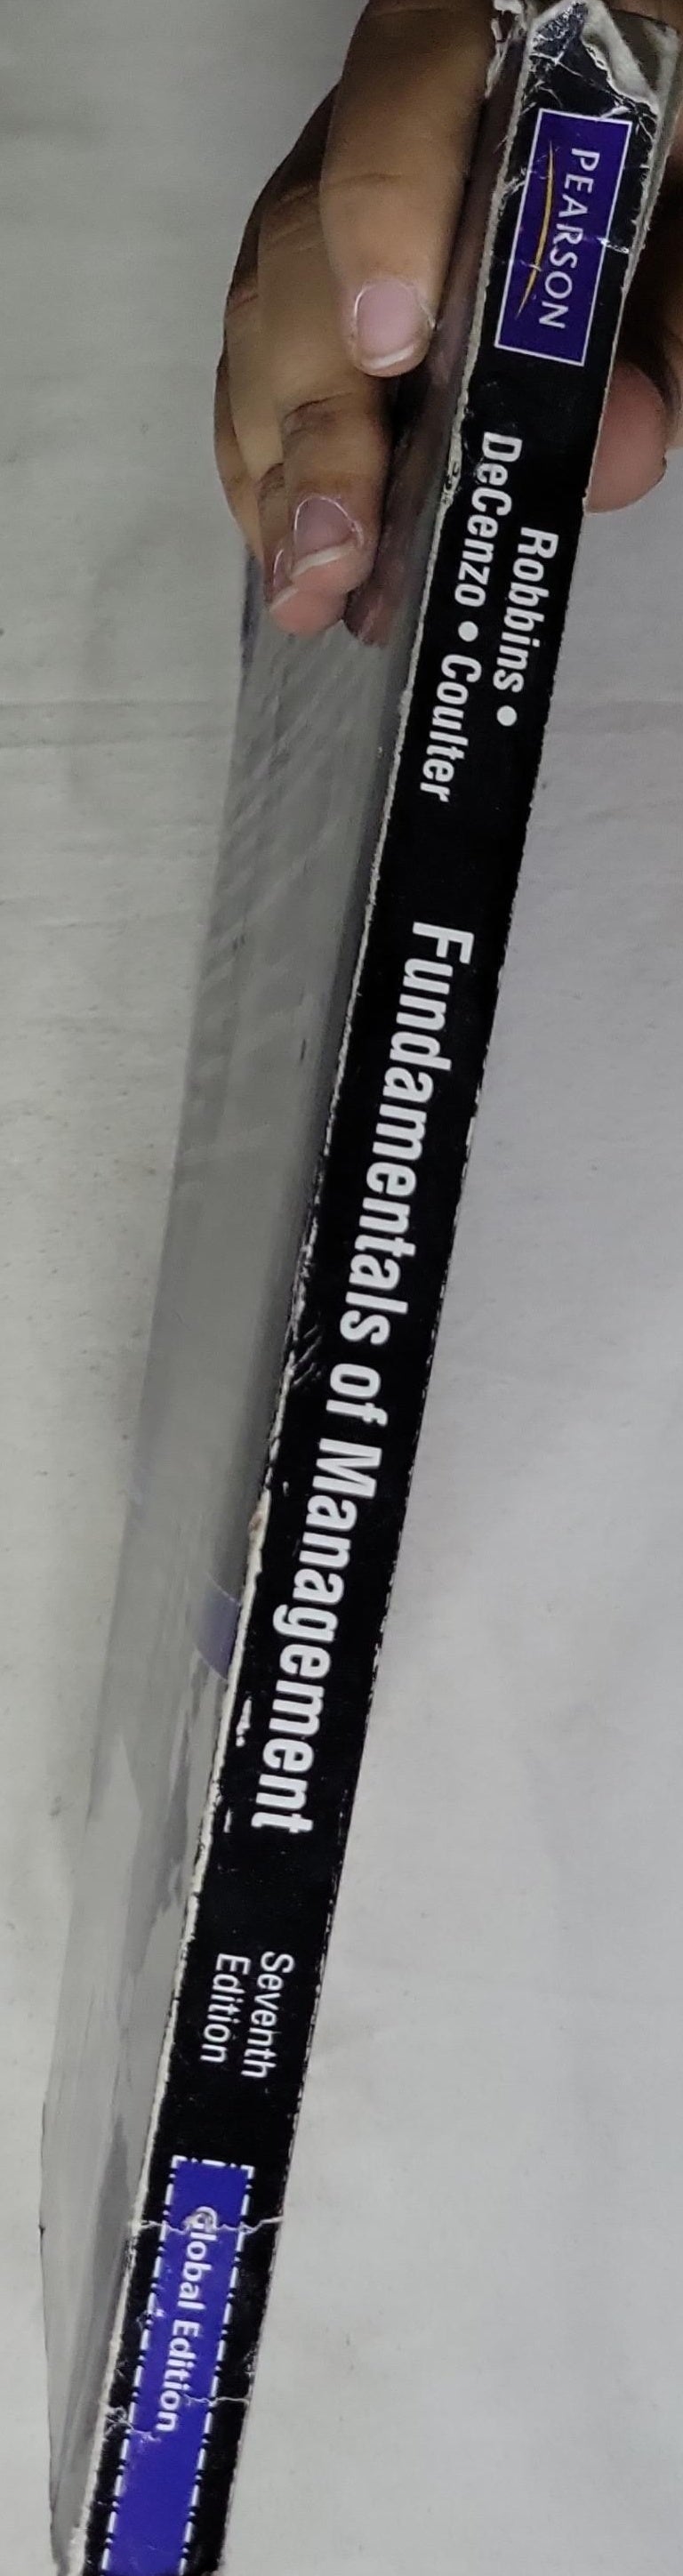 PEARSON
Robbins •
DeCenzo • Coulter
Fundamentals of Management
Seventh
Edition
Global Edition